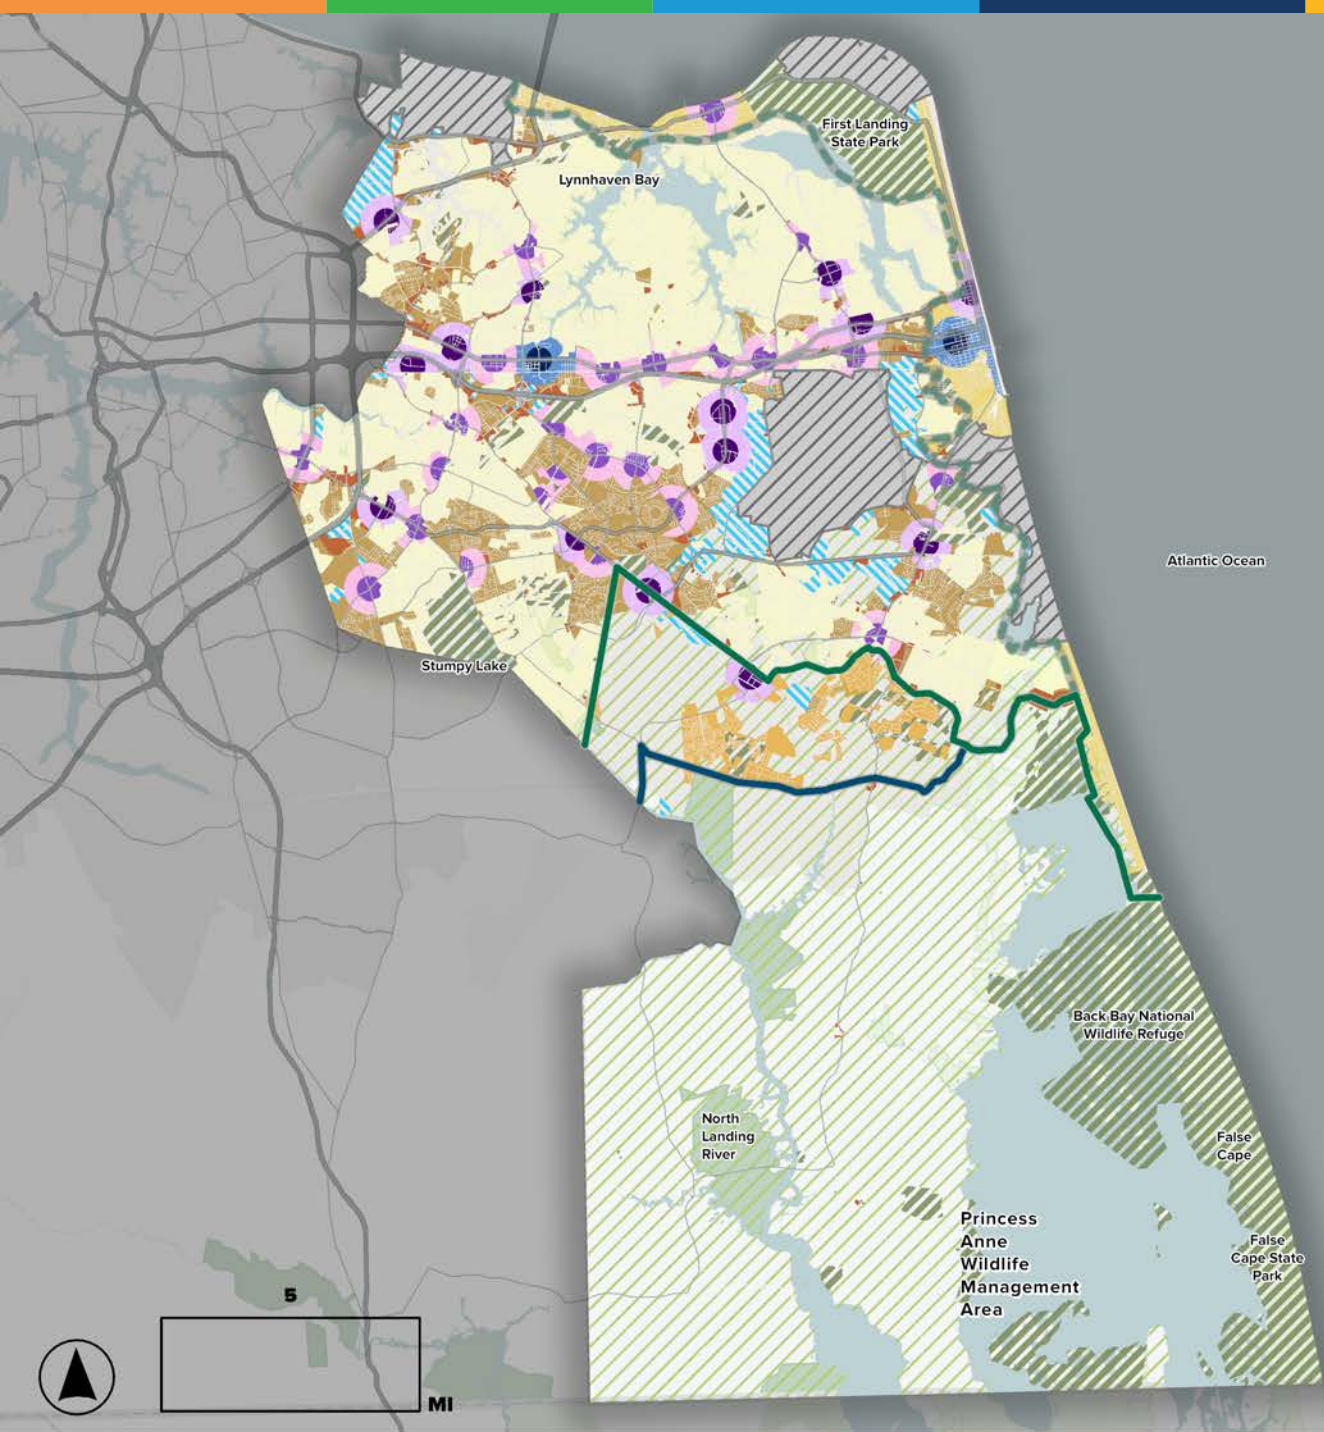 First Landing
State Park
Lynnhaven Bay
Atlantic Ocean
Stumpy Lake
Back Bay National
Wildlife Refuge
North
Landing
River
False
Cape
Princess
Anne
Wildlife
Management
Area
False
Cape State
Park
5
MI